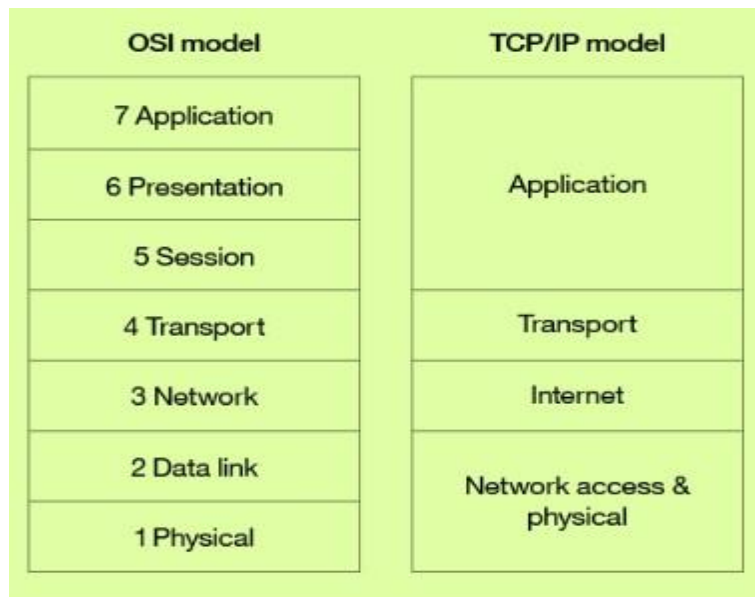 OSI model
7 Application
6 Presentation
5 Session
4 Transport
3 Network
2 Data link
1 Physical
TCP/IP model
Application
Transport
Internet
Network access &
physical